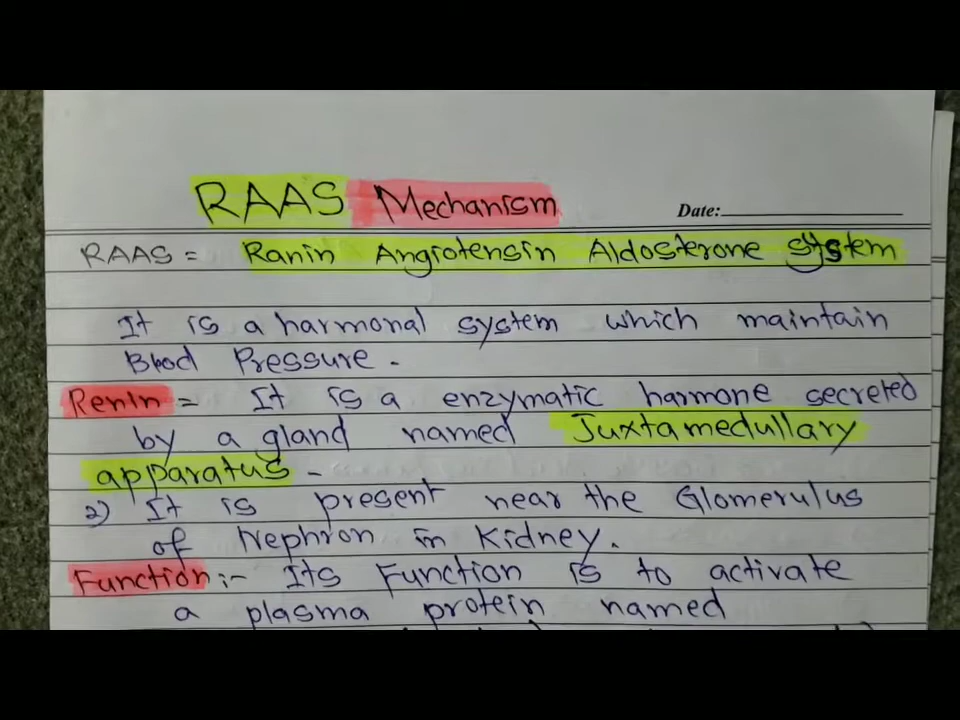 RAAS Mechanism
Date:
RAAS = Ranin Angiotensin Aldosterone system
It is a harmonal system which maintain
Blood Pressure.
Renin = It is a enzymatic harmone secreted
by a gland named Juxtamedullary
apparatus -
2) It is present near the Glomerulus
of Nephron in Kidney.
Function :- Its Function is to activate
a plasma protein named